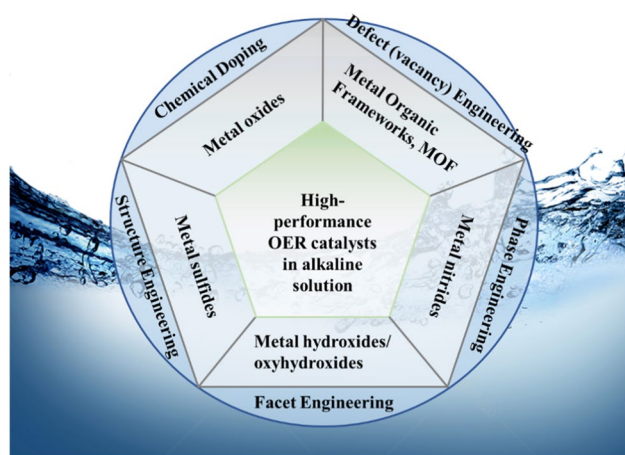 Chemical Doping
Defect (vacancy) Engineering
Metal oxides
Metal Organic
Frameworks, MOF
Structure Engineering
Metal sulfides
High-
performance
OER catalysts
in alkaline
solution
Metal nitrides
Phase Engineering
Metal hydroxides/
oxyhydroxides
Facet Engineering